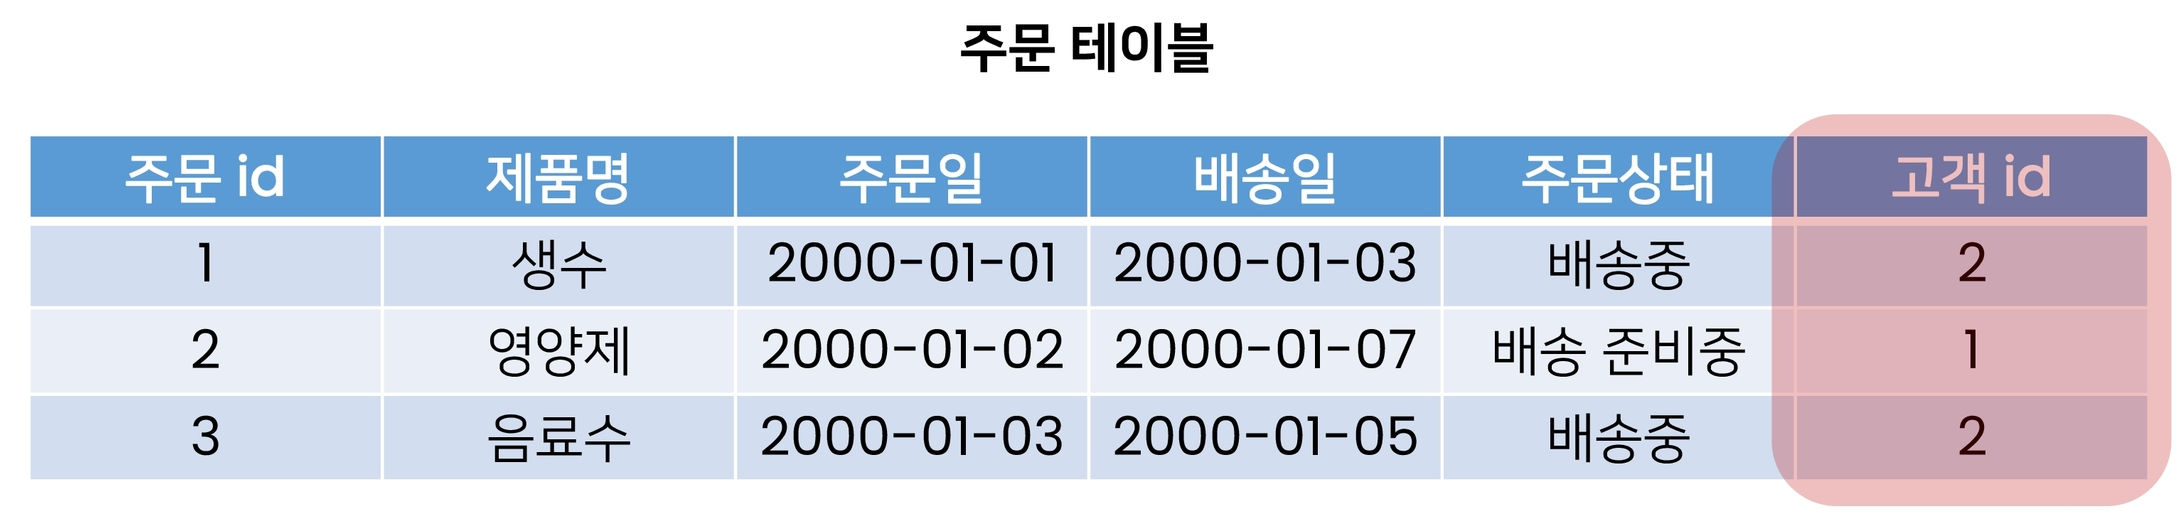 주문 테이블
주문 id 제품명 주문일 배송일 주문상태 고객 id
1 생수 2000-01-01 2000-01-03 배송중 2
2 영양제 2000-01-02 2000-01-07 배송 준비중 1
3 음료수 2000-01-03 2000-01-05 배송중 2